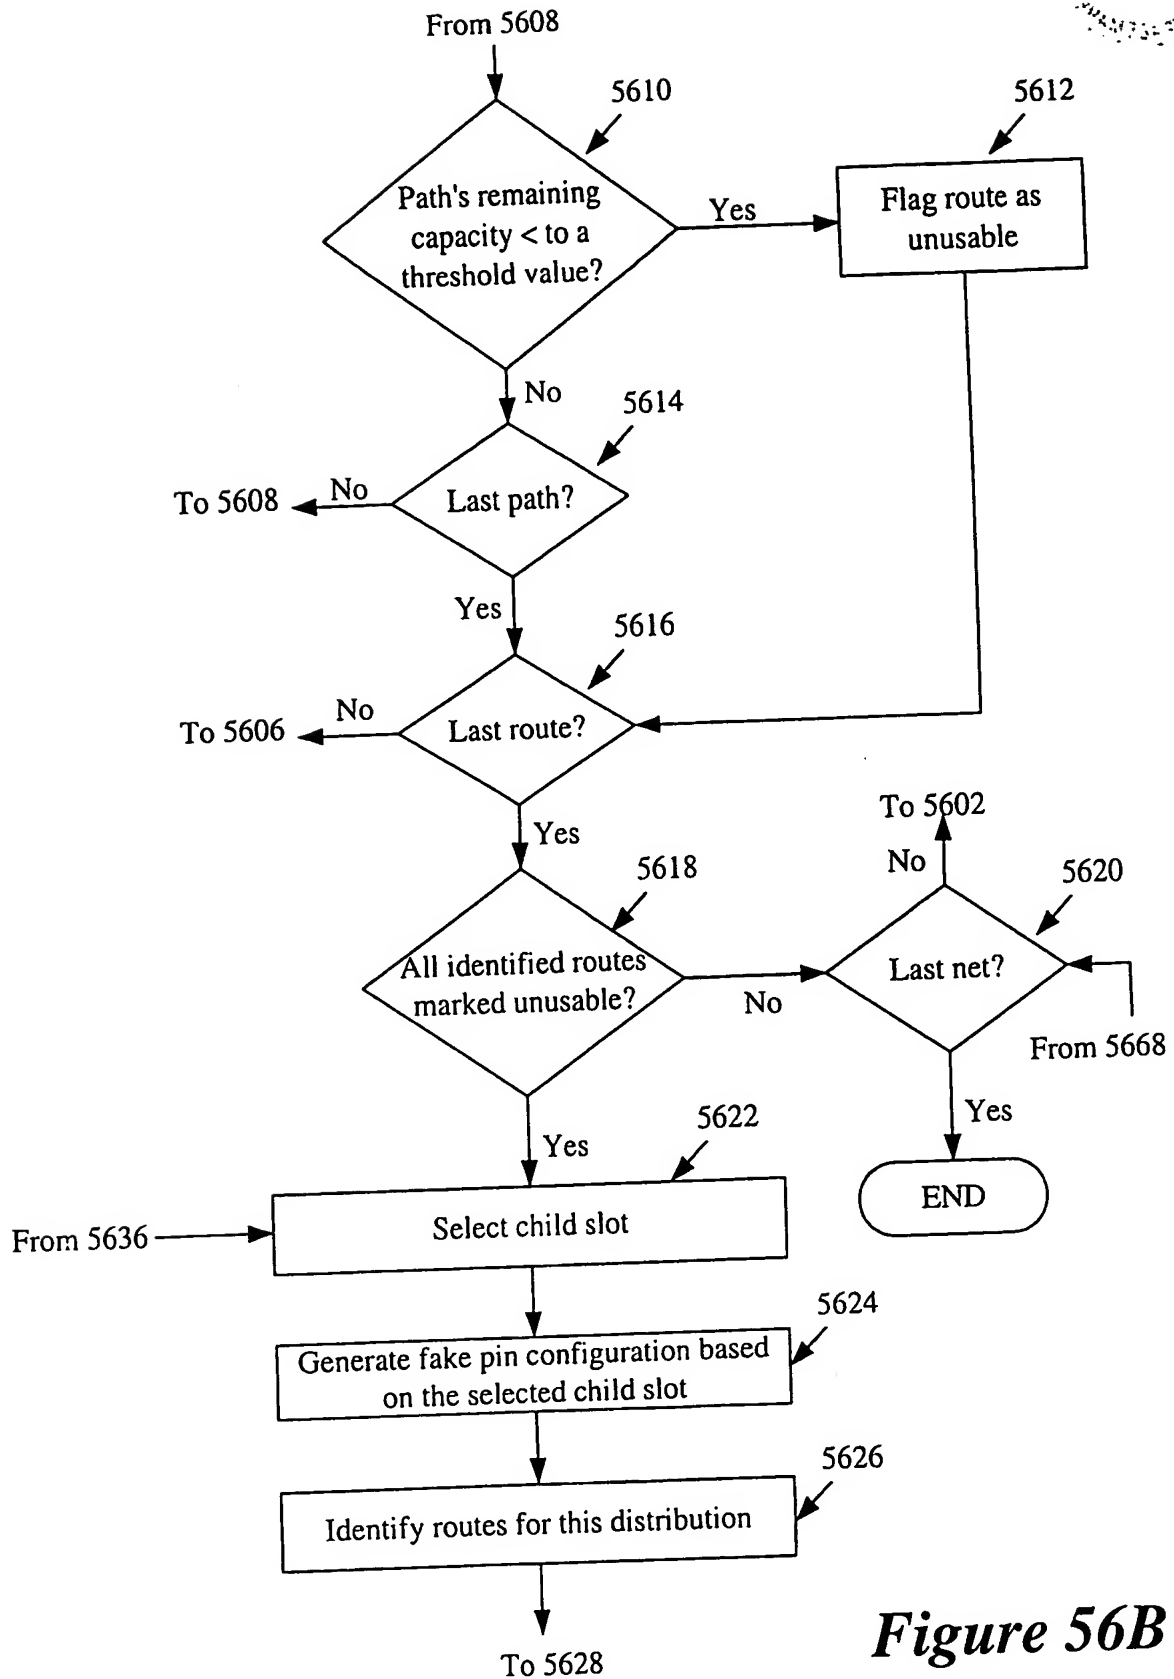 From 5608
5610
5612
Path's remaining
capacity < to a
threshold value?
Yes
Flag route as
unusable
No
5614
To 5608
No
Last path?
Yes
5616
To 5606
No
Last route?
Yes
To 5602
No
5618
5620
All identified routes
marked unusable?
No
Last net?
From 5668
Yes
END
Yes
5622
From 5636
Select child slot
5624
Generate fake pin configuration based
on the selected child slot
5626
Identify routes for this distribution
To 5628
Figure 56B